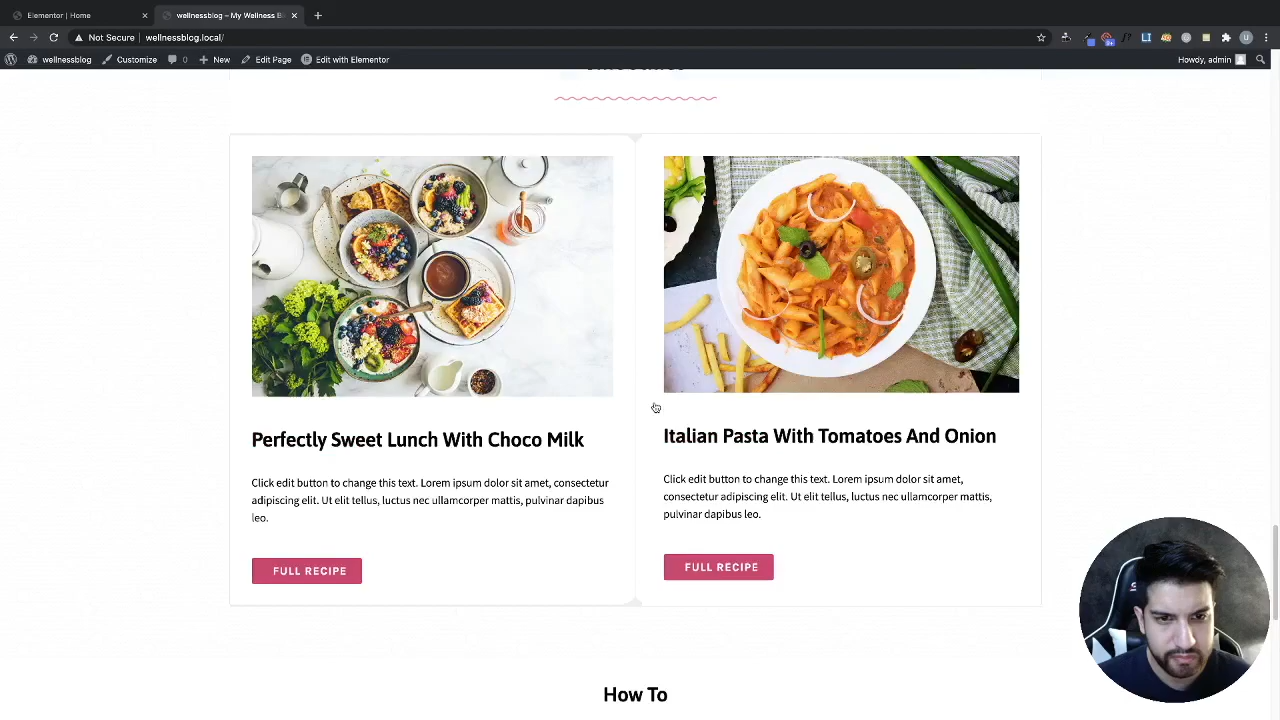 Elementor | Home
wellnessblog – My Wellness B
Not Secure
wellnessblog.local/
wellnessblog
Customize
0
New
Edit Page
Edit with Elementor
Howdy, admin
Perfectly Sweet Lunch With Choco Milk
Click edit button to change this text. Lorem ipsum dolor sit amet, consectetur
adipiscing elit. Ut elit tellus, luctus nec ullamcorper mattis, pulvinar dapibus
leo.
FULL RECIPE
Italian Pasta With Tomatoes And Onion
Click edit button to change this text. Lorem ipsum dolor sit amet,
consectetur adipiscing elit. Ut elit tellus, luctus nec ullamcorper mattis,
pulvinar dapibus leo.
FULL RECIPE
How To